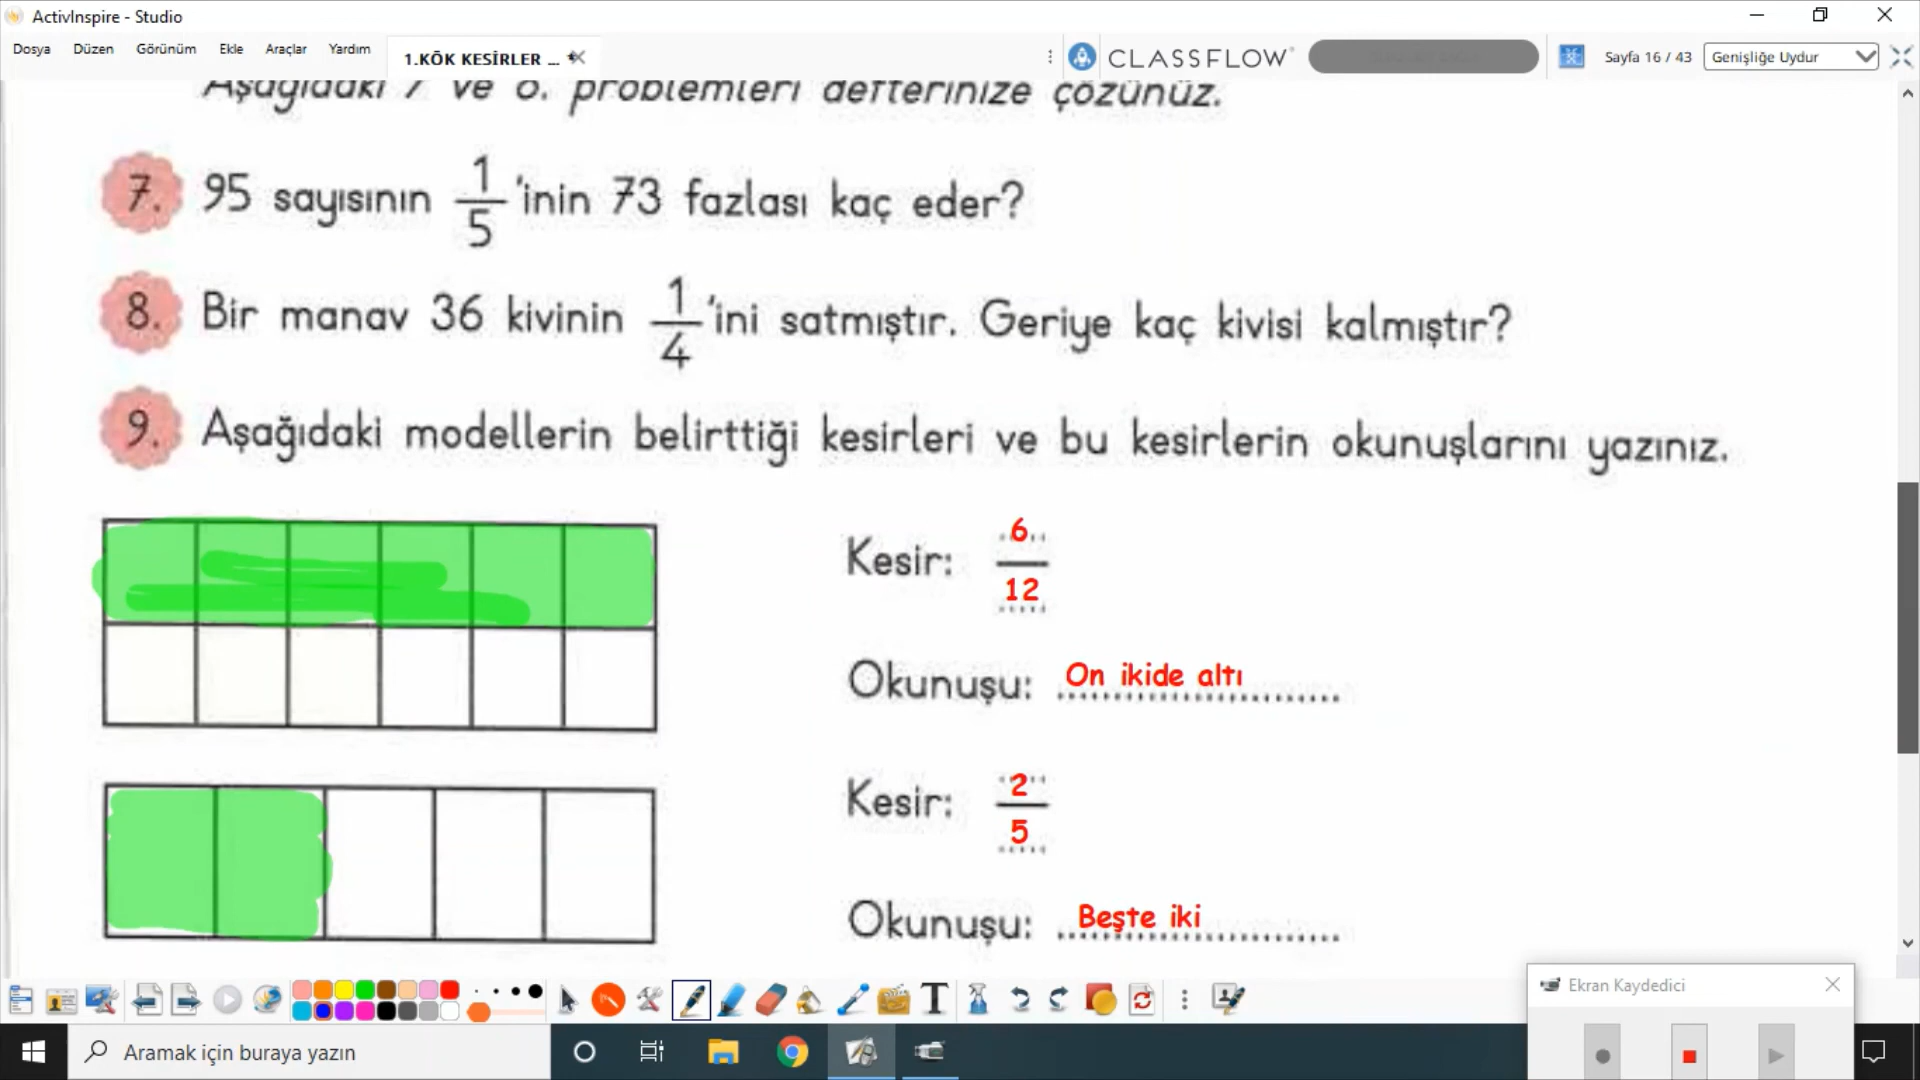 ActivInspire - Studio
Dosya Düzen Görünüm Ekle Araçlar Yardım
1.KÖK KESİRLER ...
CLASSFLOW
Sayfa 16 / 43
Genişliğe Uydur
Aşağıdaki 7 ve 8. problemleri defterinize çözünüz.
7. 95 sayısının 1/5 'inin 73 fazlası kaç eder?
8. Bir manav 36 kivinin 1/4 'ini satmıştır. Geriye kaç kivisi kalmıştır?
9. Aşağıdaki modellerin belirttiği kesirleri ve bu kesirlerin okunuşlarını yazınız.
Kesir: 6/12
Okunuşu: On ikide altı
Kesir: 2/5
Okunuşu: Beşte iki
Ekran Kaydedici
Aramak için buraya yazın